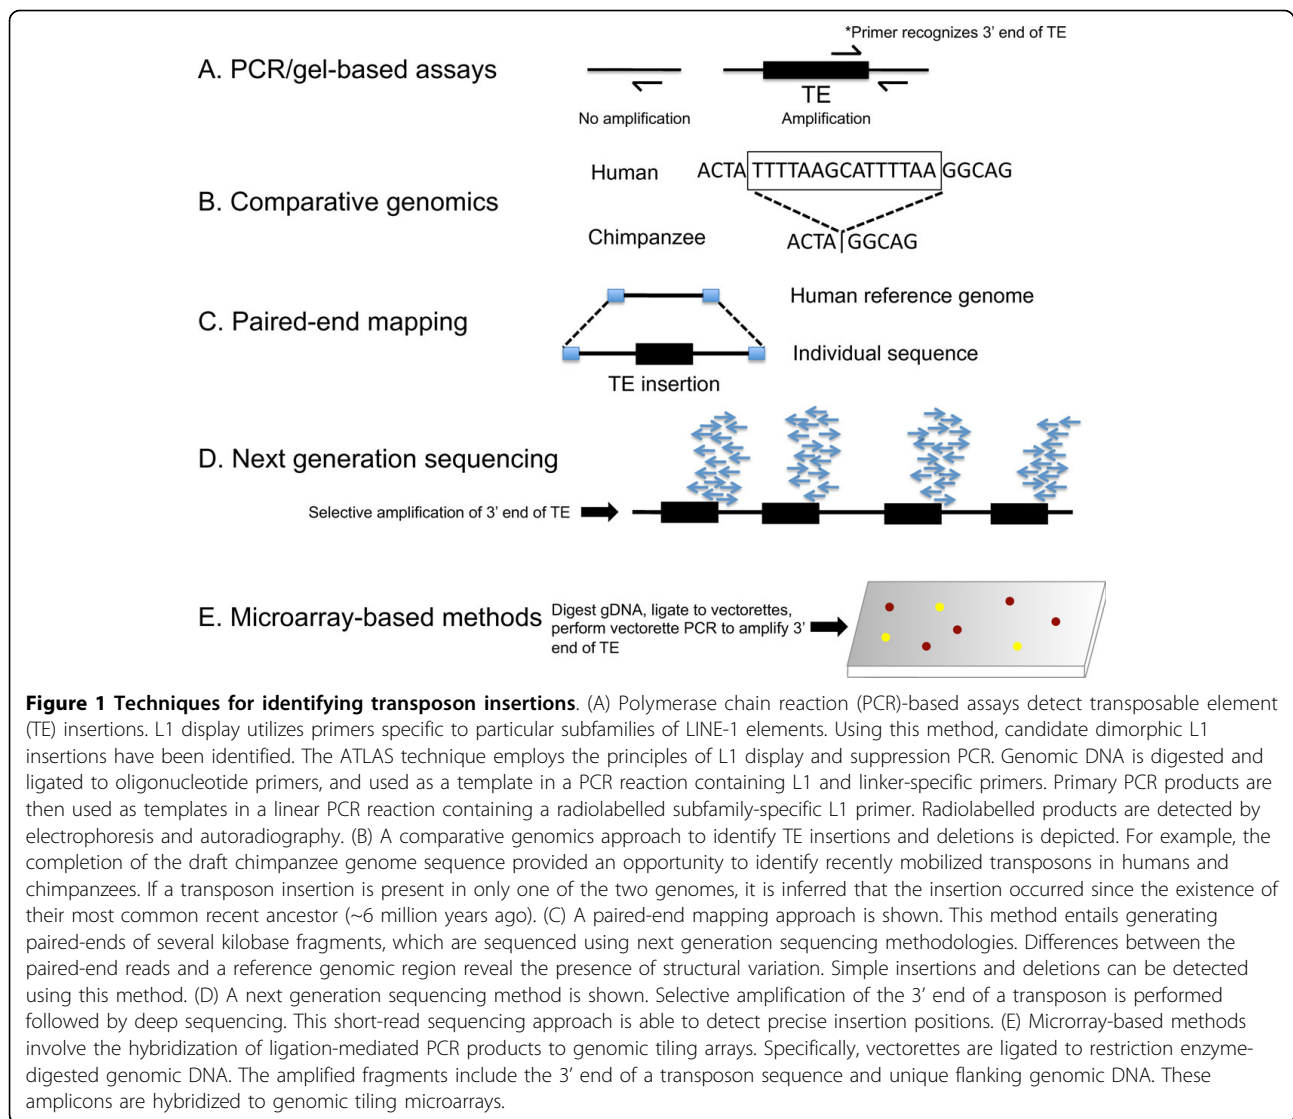 *Primer recognizes 3' end of TE
A. PCR/gel-based assays
TE
No amplification
Amplification
Human
ACTA TTTTAAGCATTTTAA GGCAG
B. Comparative genomics
Chimpanzee
ACTA GGCAG
Human reference genome
C. Paired-end mapping
Individual sequence
TE insertion
D. Next generation sequencing
Selective amplification of 3' end of TE
E. Microarray-based methods
Digest gDNA, ligate to vectorettes,
perform vectorette PCR to amplify 3'
end of TE
Figure 1 Techniques for identifying transposon insertions. (A) Polymerase chain reaction (PCR)-based assays detect transposable element
(TE) insertions. L1 display utilizes primers specific to particular subfamilies of LINE-1 elements. Using this method, candidate dimorphic L1
insertions have been identified. The ATLAS technique employs the principles of L1 display and suppression PCR. Genomic DNA is digested and
ligated to oligonucleotide primers, and used as a template in a PCR reaction containing L1 and linker-specific primers. Primary PCR products are
then used as templates in a linear PCR reaction containing a radiolabelled subfamily-specific L1 primer. Radiolabelled products are detected by
electrophoresis and autoradiography. (B) A comparative genomics approach to identify TE insertions and deletions is depicted. For example, the
completion of the draft chimpanzee genome sequence provided an opportunity to identify recently mobilized transposons in humans and
chimpanzees. If a transposon insertion is present in only one of the two genomes, it is inferred that the insertion occurred since the existence of
their most common recent ancestor (~6 million years ago). (C) A paired-end mapping approach is shown. This method entails generating
paired-ends of several kilobase fragments, which are sequenced using next generation sequencing methodologies. Differences between the
paired-end reads and a reference genomic region reveal the presence of structural variation. Simple insertions and deletions can be detected
using this method. (D) A next generation sequencing method is shown. Selective amplification of the 3' end of a transposon is performed
followed by deep sequencing. This short-read sequencing approach is able to detect precise insertion positions. (E) Microrray-based methods
involve the hybridization of ligation-mediated PCR products to genomic tiling arrays. Specifically, vectorettes are ligated to restriction enzyme-
digested genomic DNA. The amplified fragments include the 3' end of a transposon sequence and unique flanking genomic DNA. These
amplicons are hybridized to genomic tiling microarrays.